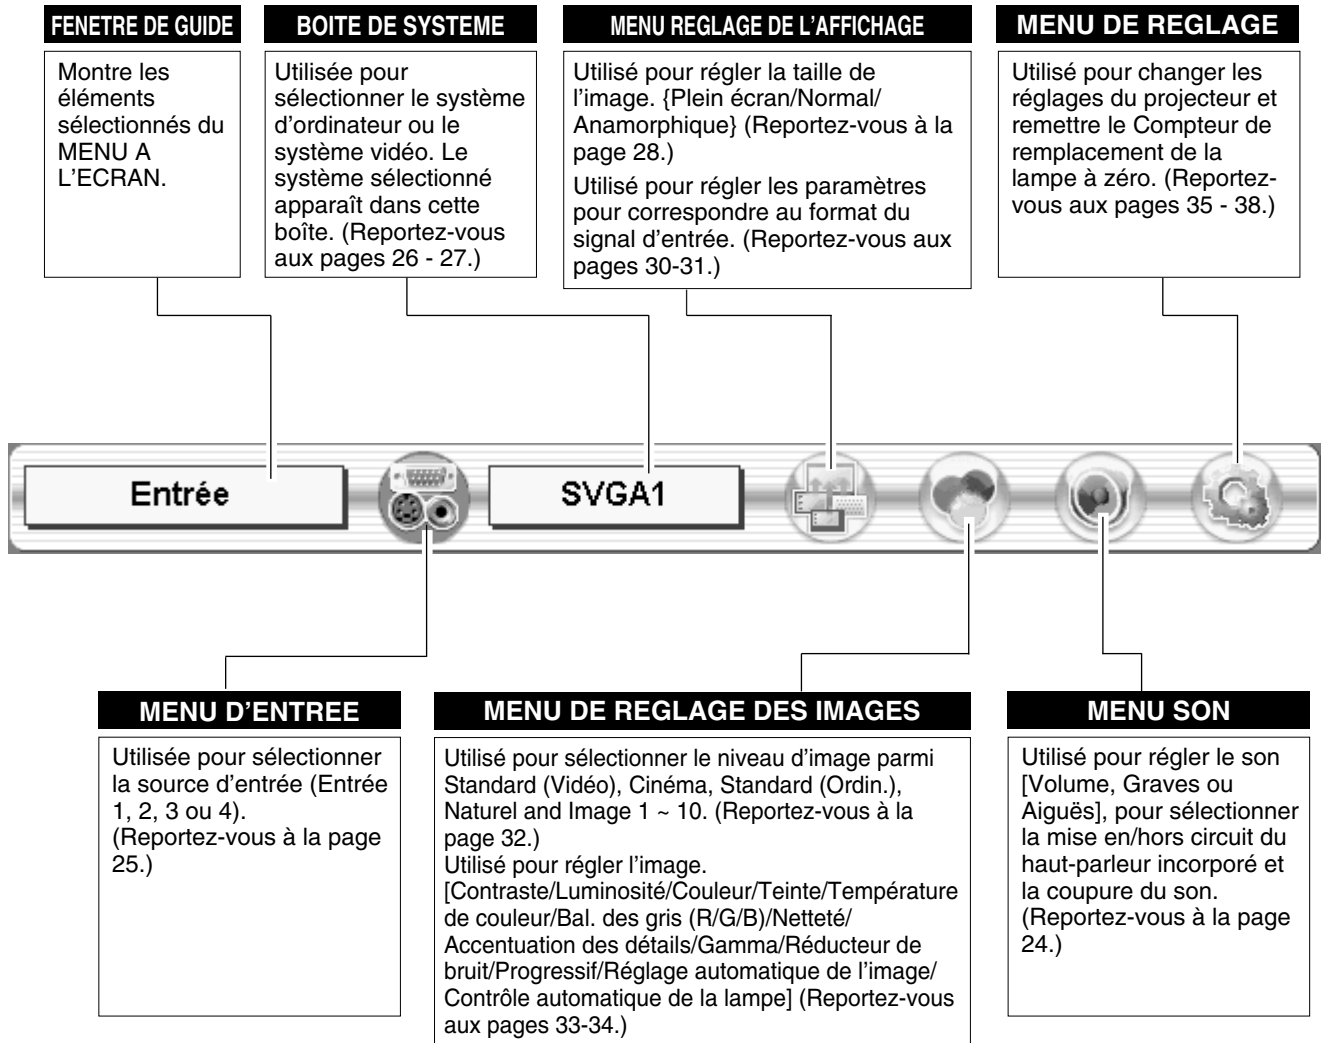 FENETRE DE GUIDE
Montre les
éléments
sélectionnés du
MENU A
L'ECRAN.
BOITE DE SYSTEME
Utilisée pour
sélectionner le système
d'ordinateur ou le
système vidéo. Le
système sélectionné
apparaît dans cette
boîte. (Reportez-vous
aux pages 26 - 27.)
MENU REGLAGE DE L'AFFICHAGE
Utilisé pour régler la taille de
l'image. {Plein écran/Normal/
Anamorphique} (Reportez-vous à la
page 28.)
Utilisé pour régler les paramètres
pour correspondre au format du
signal d'entrée. (Reportez-vous aux
pages 30-31.)
MENU DE REGLAGE
Utilisé pour changer les
réglages du projecteur et
remettre le Compteur de
remplacement de la
lampe à zéro. (Reportez-
vous aux pages 35 - 38.)
Entrée
SVGA1
MENU D'ENTREE
Utilisée pour sélectionner
la source d'entrée (Entrée
1, 2, 3 ou 4).
(Reportez-vous à la page
25.)
MENU DE REGLAGE DES IMAGES
Utilisé pour sélectionner le niveau d'image parmi
Standard (Vidéo), Cinéma, Standard (Ordin.),
Naturel and Image 1 ~ 10. (Reportez-vous à la
page 32.)
Utilisé pour régler l'image.
[Contraste/Luminosité/Couleur/Teinte/Température
de couleur/Bal. des gris (R/G/B)/Netteté/
Accentuation des détails/Gamma/Réducteur de
bruit/Progressif/Réglage automatique de l'image/
Contrôle automatique de la lampe] (Reportez-vous
aux pages 33-34.)
MENU SON
Utilisé pour régler le son
[Volume, Graves ou
Aiguës], pour sélectionner
la mise en/hors circuit du
haut-parleur incorporé et
la coupure du son.
(Reportez-vous à la page
24.)